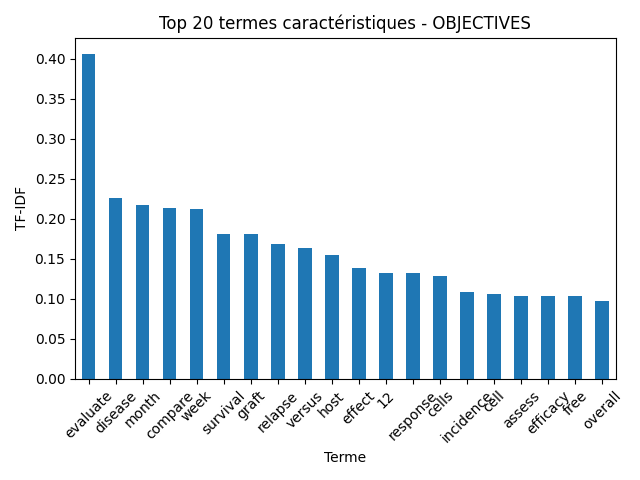 Top 20 termes caractéristiques - OBJECTIVES
TF-IDF
0.40
0.35
0.30
0.25
0.20
0.15
0.10
0.05
0.00
evaluate
disease
month
compare
week
survival
graft
relapse
versus
host
effect
12
response
cells
incidence
cell
assess
efficacy
free
overall
Terme